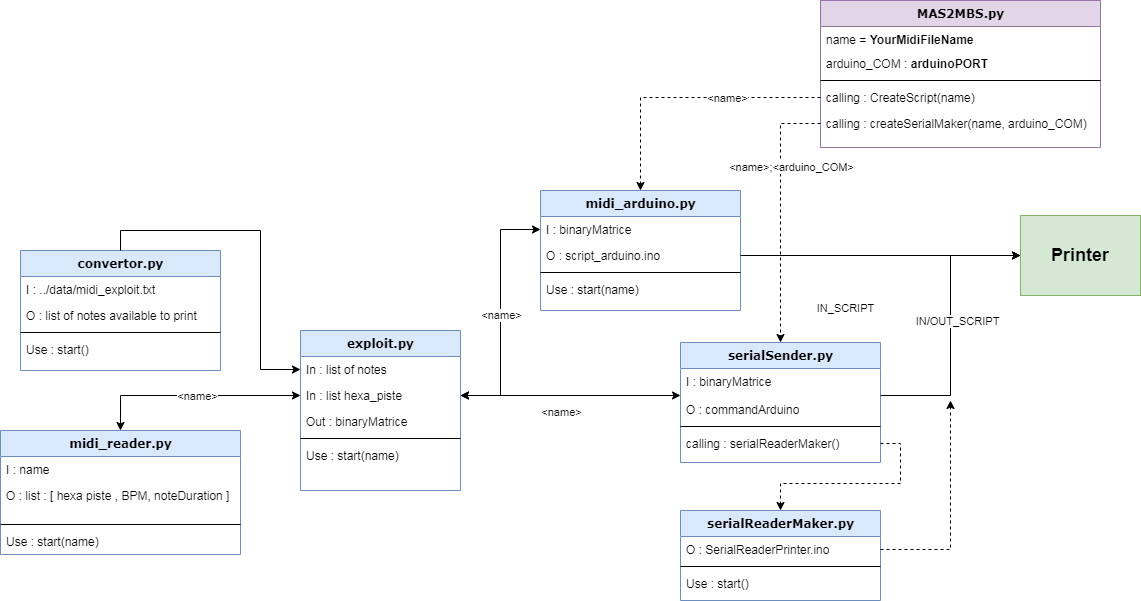 MAS2MBS.py
name = YourMidiFileName
arduino_COM : arduinoPORT
calling : CreateScript(name)
calling : createSerialMaker(name, arduino_COM)
<name>
<name>;<arduino_COM>
midi_arduino.py
I : binaryMatrice
O : script_arduino.ino
Use : start(name)
Printer
convertor.py
I : ../data/midi_exploit.txt
O : list of notes available to print
Use : start()
<name>
IN_SCRIPT
IN/OUT_SCRIPT
exploit.py
In : list of notes
In : list hexa_piste
Out : binaryMatrice
Use : start(name)
serialSender.py
I : binaryMatrice
O : commandArduino
calling : serialReaderMaker()
<name>
<name>
midi_reader.py
I : name
O : list : [ hexa piste , BPM, noteDuration ]
Use : start(name)
serialReaderMaker.py
O : SerialReaderPrinter.ino
Use : start()